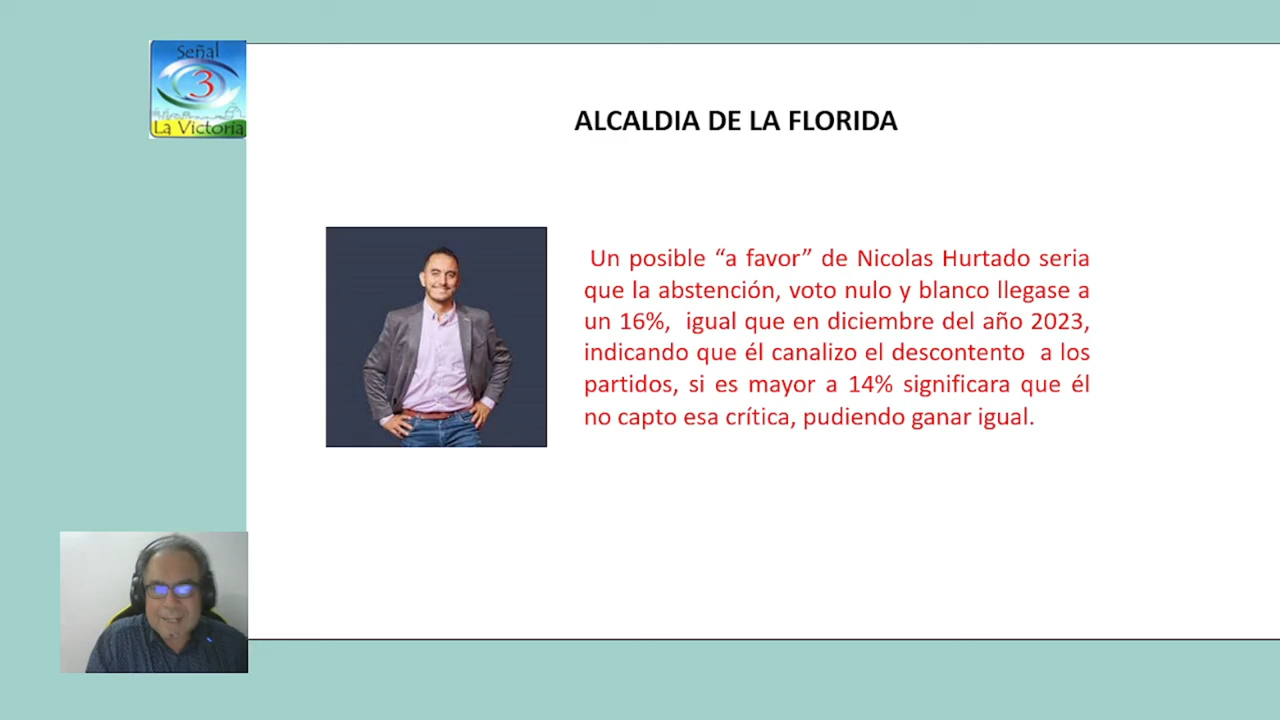 Señal
3
La Victoria
ALCALDIA DE LA FLORIDA
Un posible “a favor” de Nicolas Hurtado seria
que la abstención, voto nulo y blanco llegase a
un 16%, igual que en diciembre del año 2023,
indicando que él canalizo el descontento a los
partidos, si es mayor a 14% significara que él
no capto esa crítica, pudiendo ganar igual.